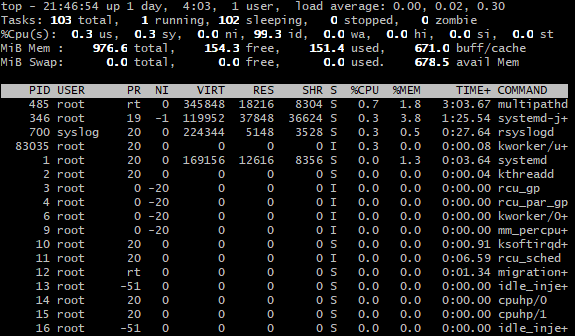 top - 21:46:54 up 1 day,  4:03,  1 user,  load average: 0.00, 0.02, 0.30
Tasks: 103 total,   1 running, 102 sleeping,   0 stopped,   0 zombie
%Cpu(s):  0.3 us,  0.3 sy,  0.0 ni, 99.3 id,  0.0 wa,  0.0 hi,  0.0 si,  0.0 st
MiB Mem :    976.6 total,    154.3 free,    151.4 used,    671.0 buff/cache
MiB Swap:      0.0 total,      0.0 free,      0.0 used.    678.5 avail Mem
PID USER      PR  NI    VIRT    RES    SHR S  %CPU  %MEM     TIME+ COMMAND
485 root      rt   0  345848  18216   8304 S   0.7   1.8   3:03.67 multipathd
346 root      19  -1  119952  37848  36624 S   0.3   3.8   1:25.54 systemd-j+
700 syslog    20   0  224344   5148   3528 S   0.3   0.5   0:27.64 rsyslogd
83035 root      20   0       0      0      0 I   0.3   0.0   0:00.08 kworker/u+
1 root      20   0  169156  12616   8356 S   0.0   1.3   0:03.64 systemd
2 root      20   0       0      0      0 S   0.0   0.0   0:00.04 kthreadd
3 root       0 -20       0      0      0 I   0.0   0.0   0:00.00 rcu_gp
4 root       0 -20       0      0      0 I   0.0   0.0   0:00.00 rcu_par_gp
6 root       0 -20       0      0      0 I   0.0   0.0   0:00.00 kworker/0+
9 root       0 -20       0      0      0 I   0.0   0.0   0:00.00 mm_percpu+
10 root      20   0       0      0      0 S   0.0   0.0   0:00.91 ksoftirqd+
11 root      20   0       0      0      0 I   0.0   0.0   0:06.59 rcu_sched
12 root      rt   0       0      0      0 S   0.0   0.0   0:01.34 migration+
13 root     -51   0       0      0      0 S   0.0   0.0   0:00.00 idle_inje+
14 root      20   0       0      0      0 S   0.0   0.0   0:00.00 cpuhp/0
15 root      20   0       0      0      0 S   0.0   0.0   0:00.00 cpuhp/1
16 root     -51   0       0      0      0 S   0.0   0.0   0:00.00 idle_inje+